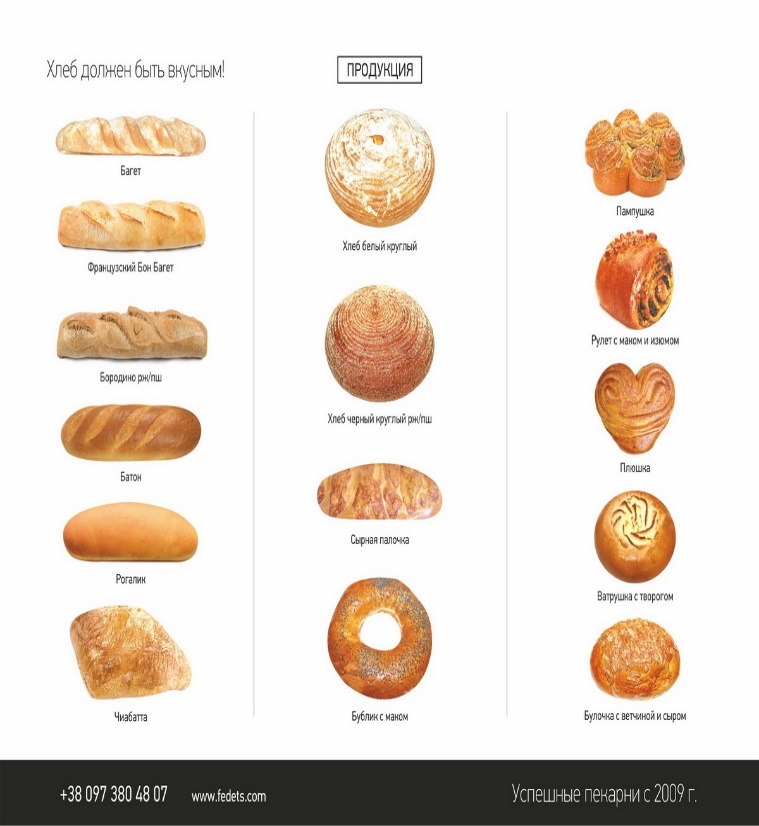 Хлеб должен быть вкусным!
ПРОДУКЦИЯ
Багет
Французский Бон Багет
Бородино рж/пш
Батон
Рогалик
Чиабатта
Хлеб белый круглый
Хлеб черный круглый рж/пш
Сырная палочка
Бублик с маком
Пампушка
Рулет с маком и изюмом
Плюшка
Ватрушка с творогом
Булочка с ветчиной и сыром
+38 097 380 48 07 www.fedets.com
Успешные пекарни с 2009 г.